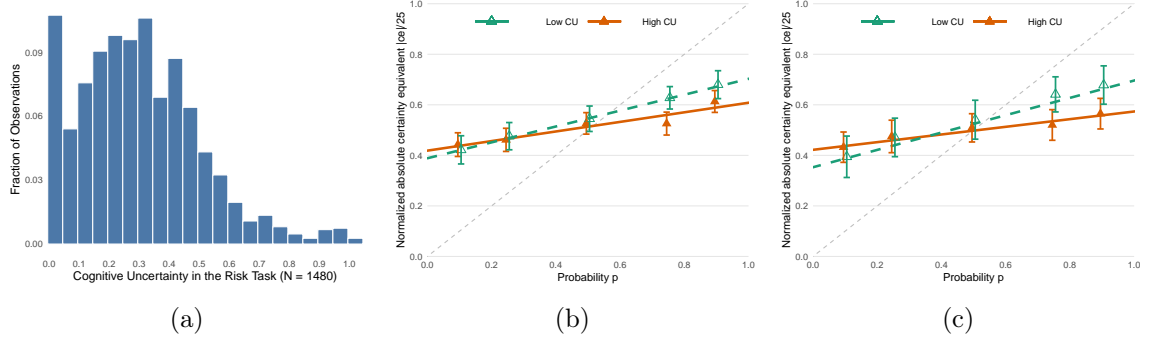 Fraction of Observations
0.09
0.06
0.03
0.00
0.0 0.1 0.2 0.3 0.4 0.5 0.6 0.7 0.8 0.9 1.0
Cognitive Uncertainty in the Risk Task (N = 1480)
(a)
Normalized absolute certainty equivalent |ce|/25
Low CU High CU
1.0
0.8
0.6
0.4
0.2
0.0
0.0 0.2 0.4 0.6 0.8 1.0
Probability p
(b)
Normalized absolute certainty equivalent |ce|/25
Low CU High CU
1.0
0.8
0.6
0.4
0.2
0.0
0.0 0.2 0.4 0.6 0.8 1.0
Probability p
(c)